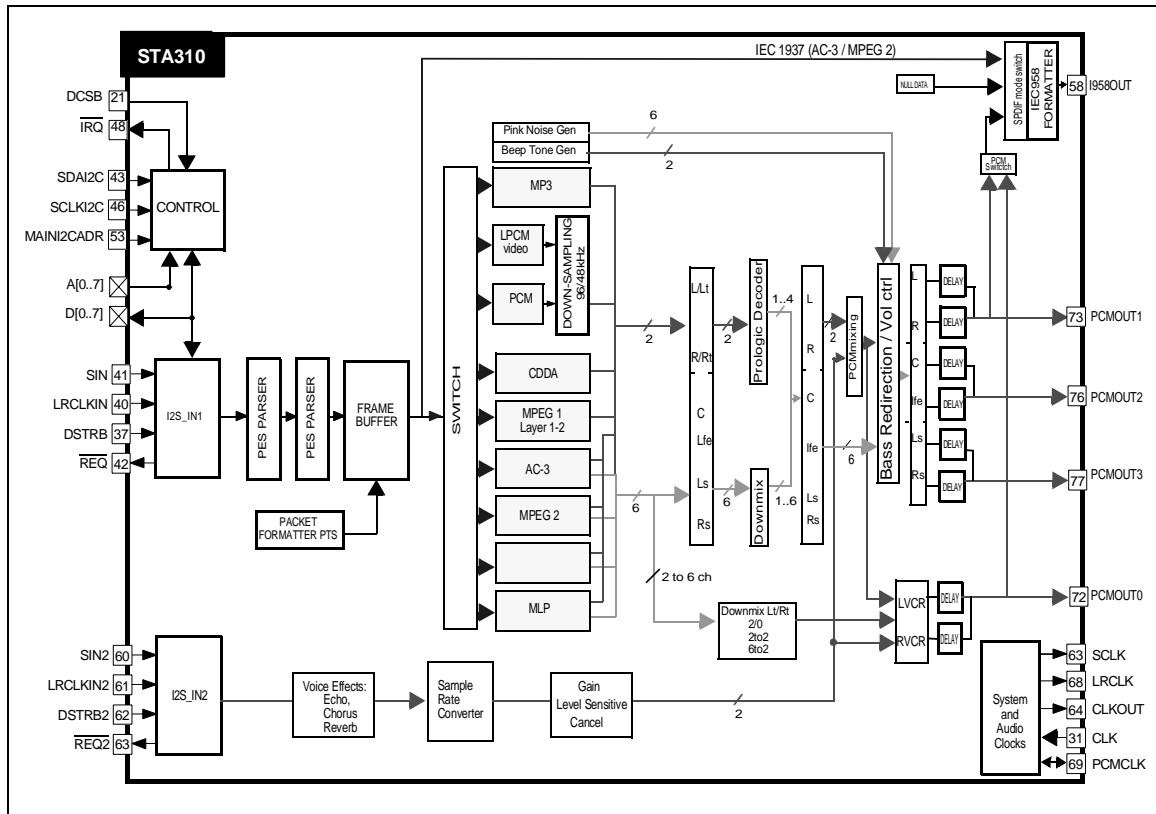 STA310
IEC 1937 (AC-3 / MPEG 2)
DCSB 21
IRQ 48
SDAI2C 43
SCLKI2C 46
MAINI2CADR 53
A[0..7]
D[0..7]
CONTROL
SIN 41
LRCLKIN 40
DSTRB 37
REQ 42
I2S_IN1
PES PARSER
PES PARSER
FRAME
BUFFER
PACKET
FORMATTER PTS
SWITCH
Pink Noise Gen
Beep Tone Gen
6
2
MP3
LPCM
video
PCM
DOWN-SAMPLING
96/48kHz
CDDA
MPEG 1
Layer 1-2
AC-3
MPEG 2
MLP
2
6
2 to 6 ch
L/Lt
R/Rt
C
Lfe
Ls
Rs
2
6
Prologic Decoder
Downmix
1..4
1..6
L
R
C
lfe
Ls
Rs
2
6
PCMmixing
Bass Redirection / Vol ctrl
L
R
C
lfe
Ls
Rs
DELAY
DELAY
DELAY
DELAY
DELAY
DELAY
NULL DATA
SPDIF mode switch
IEC958
FORMATTER
PCM
Switctch
58 I958OUT
73 PCMOUT1
76 PCMOUT2
77 PCMOUT3
72 PCMOUT0
Downmix Lt/Rt
2/0
2to2
6to2
LVCR
RVCR
DELAY
DELAY
SIN2 60
LRCLKIN2 61
DSTRB2 62
REQ2 63
I2S_IN2
Voice Effects:
Echo,
Chorus
Reverb
Sample
Rate
Converter
Gain
Level Sensitive
Cancel
2
System
and
Audio
Clocks
63 SCLK
68 LRCLK
64 CLKOUT
31 CLK
69 PCMCLK